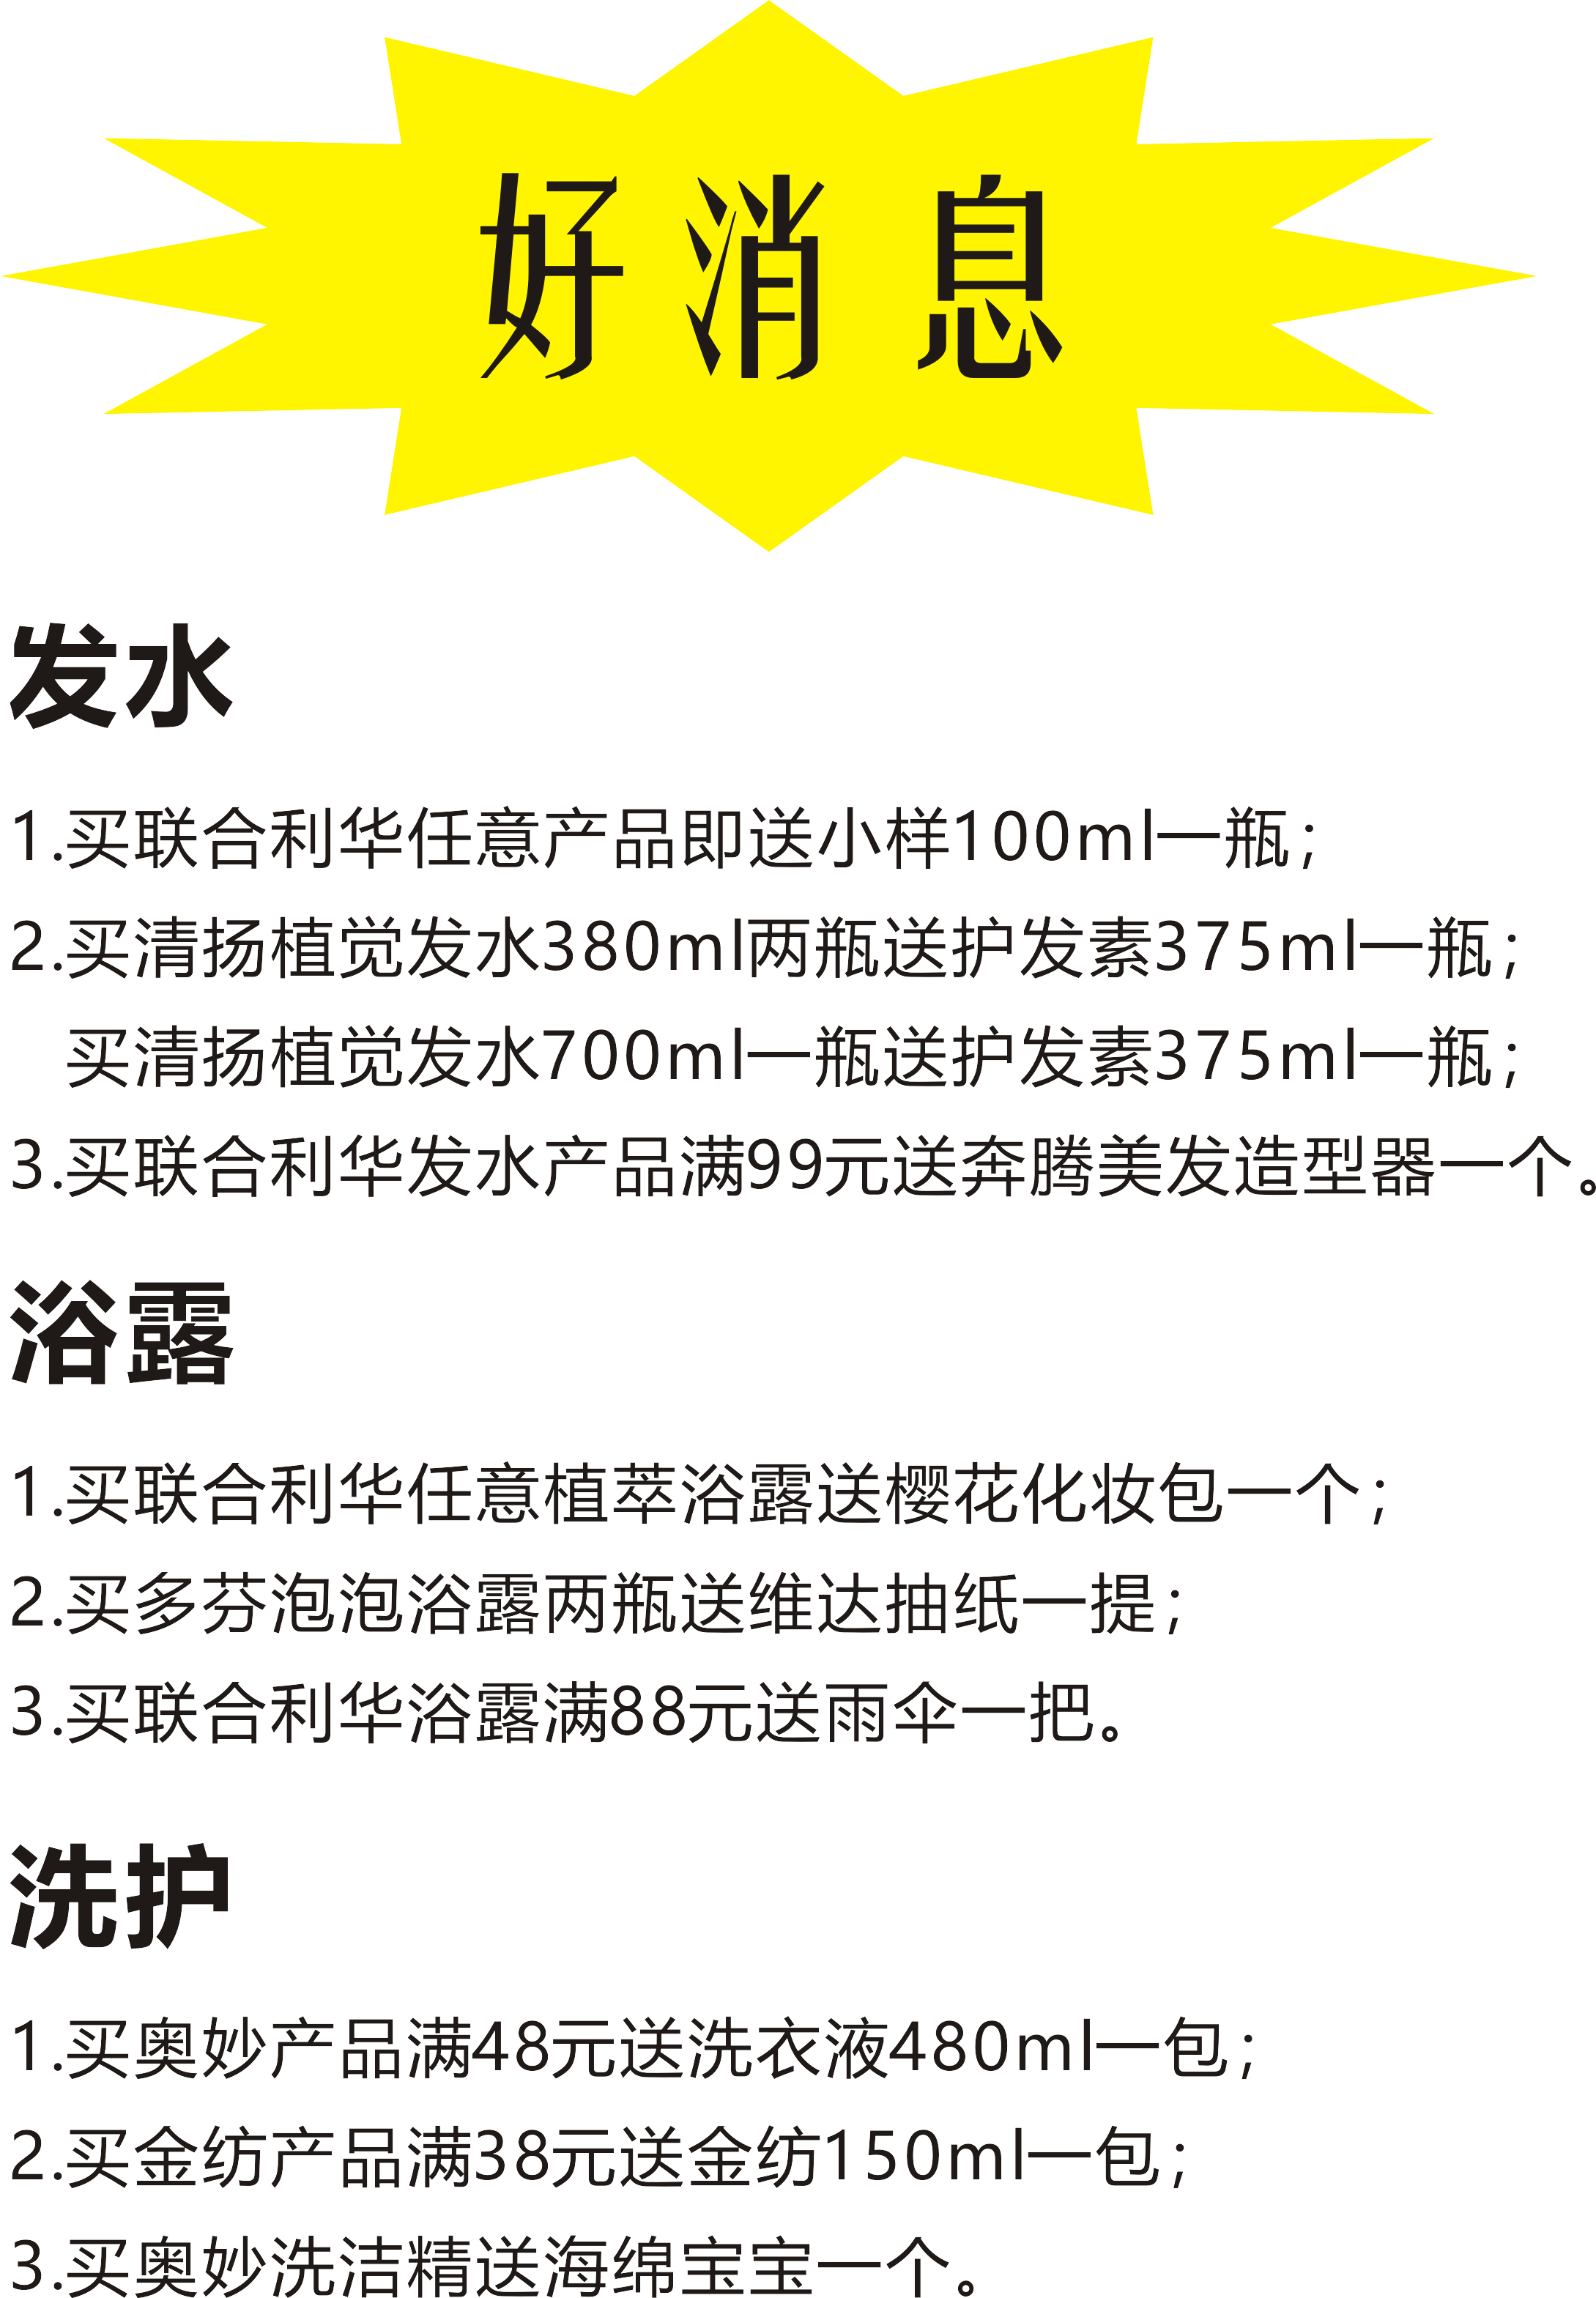 好消息
发水
1.买联合利华任意产品即送小样100ml一瓶；
2.买清扬植觉发水380ml两瓶送护发素375ml一瓶；
买清扬植觉发水700ml一瓶送护发素375ml一瓶；
3.买联合利华发水产品满99元送奔腾美发造型器一个。
浴露
1.买联合利华任意植萃浴露送樱花化妆包一个；
2.买多芬泡泡浴露两瓶送维达抽纸一提；
3.买联合利华浴露满88元送雨伞一把。
洗护
1.买奥妙产品满48元送洗衣液480ml一包；
2.买金纺产品满38元送金纺150ml一包；
3.买奥妙洗洁精送海绵宝宝一个。